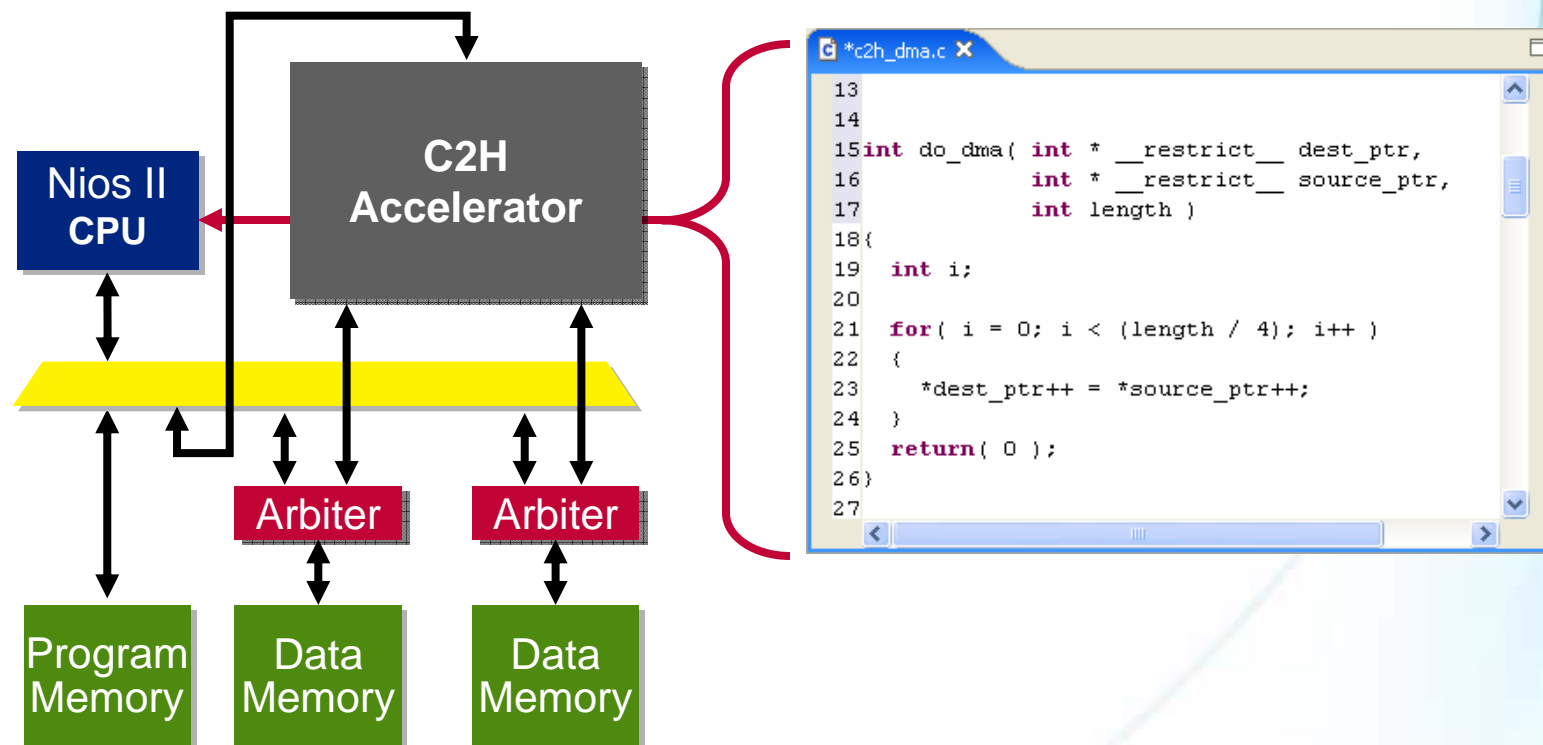 Nios II
CPU
C2H
Accelerator
Arbiter
Arbiter
Program
Memory
Data
Memory
Data
Memory
*c2h_dma.c
13
14
15int do_dma( int * __restrict__ dest_ptr,
16            int * __restrict__ source_ptr,
17            int length )
18{
19  int i;
20
21  for( i = 0; i < (length / 4); i++ )
22  {
23    *dest_ptr++ = *source_ptr++;
24  }
25  return( 0 );
26}
27